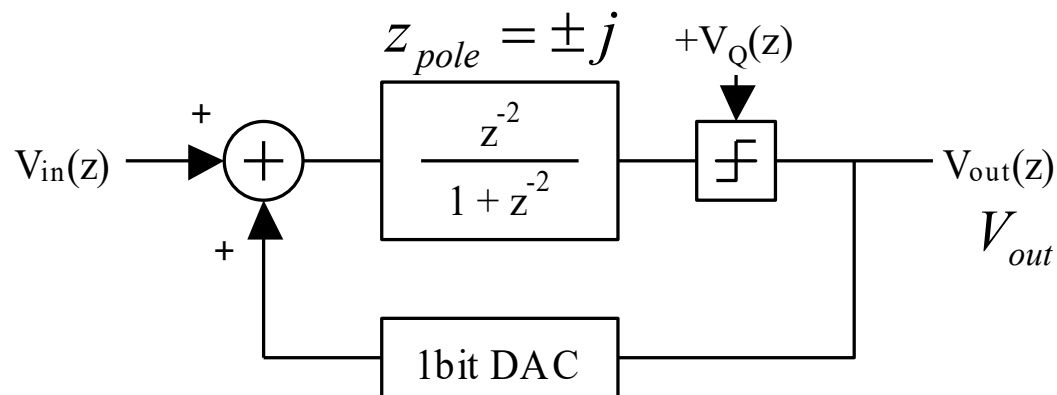 z_pole = ±j
+V_Q(z)
+
V_in(z)
+
z^-2
1 + z^-2
V_out(z)
V_out
+
1bit DAC